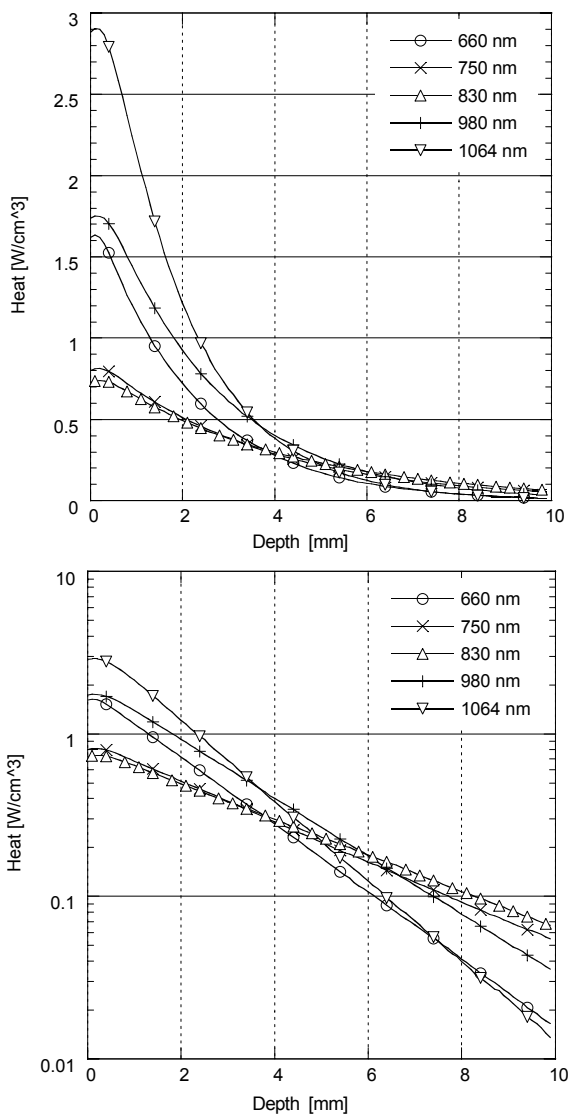 3
2.5
2
1.5
1
0.5
0
Heat [W/cm^3]
660 nm
750 nm
830 nm
980 nm
1064 nm
0 2 4 6 8 10
Depth [mm]
10
1
0.1
0.01
Heat [W/cm^3]
660 nm
750 nm
830 nm
980 nm
1064 nm
0 2 4 6 8 10
Depth [mm]